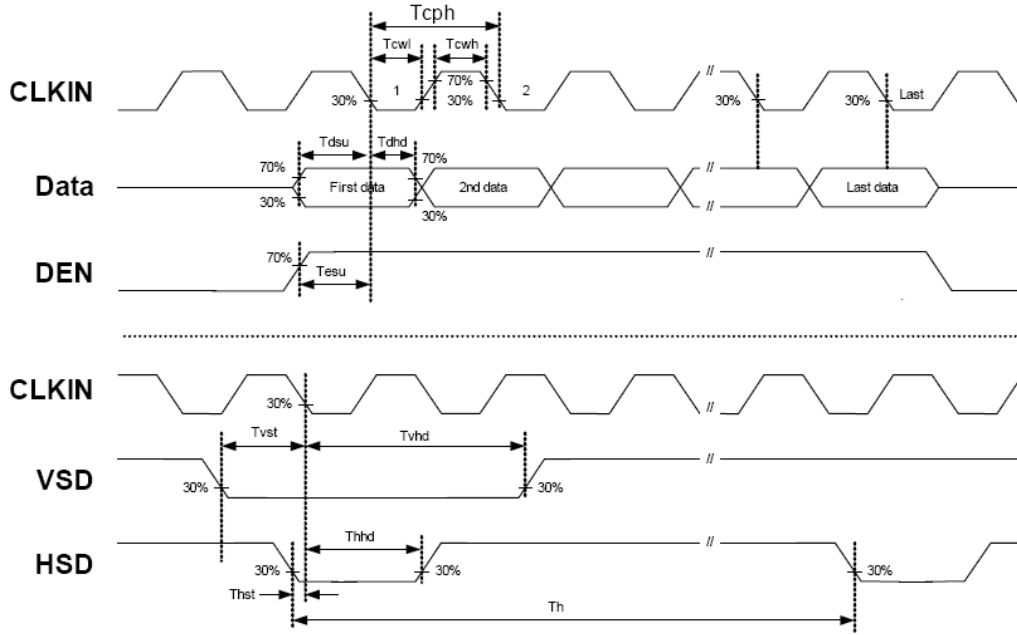 Tcph
Tcwl Tcwh
CLKIN 30% 1 70% 30% 2 // 30% 30% Last
Tdsu Tdhd
70% 70%
Data First data 2nd data // Last data
30% 30% //
DEN 70% Tesu //
CLKIN 30% //
Tvst Tvhd
VSD 30% 30% //
Thhd
HSD 30% 30% // 30%
Thst
Th